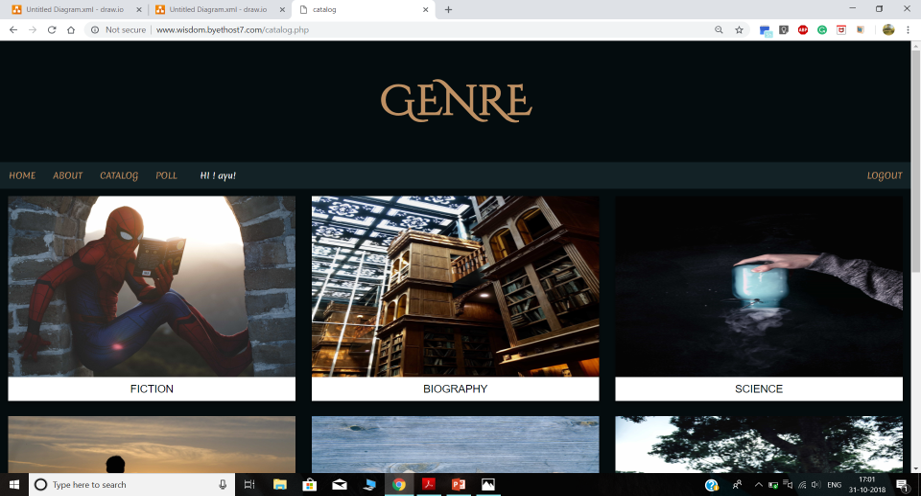 Untitled Diagram.xml - draw.io
Untitled Diagram.xml - draw.io
catalog
Not secure | www.wisdom.byethost7.com/catalog.php
ABP
GENRE
HOME ABOUT CATALOG POLL HI ! ayu! LOGOUT
FICTION
BIOGRAPHY
SCIENCE
Type here to search
ENG
17:01
31-10-2018